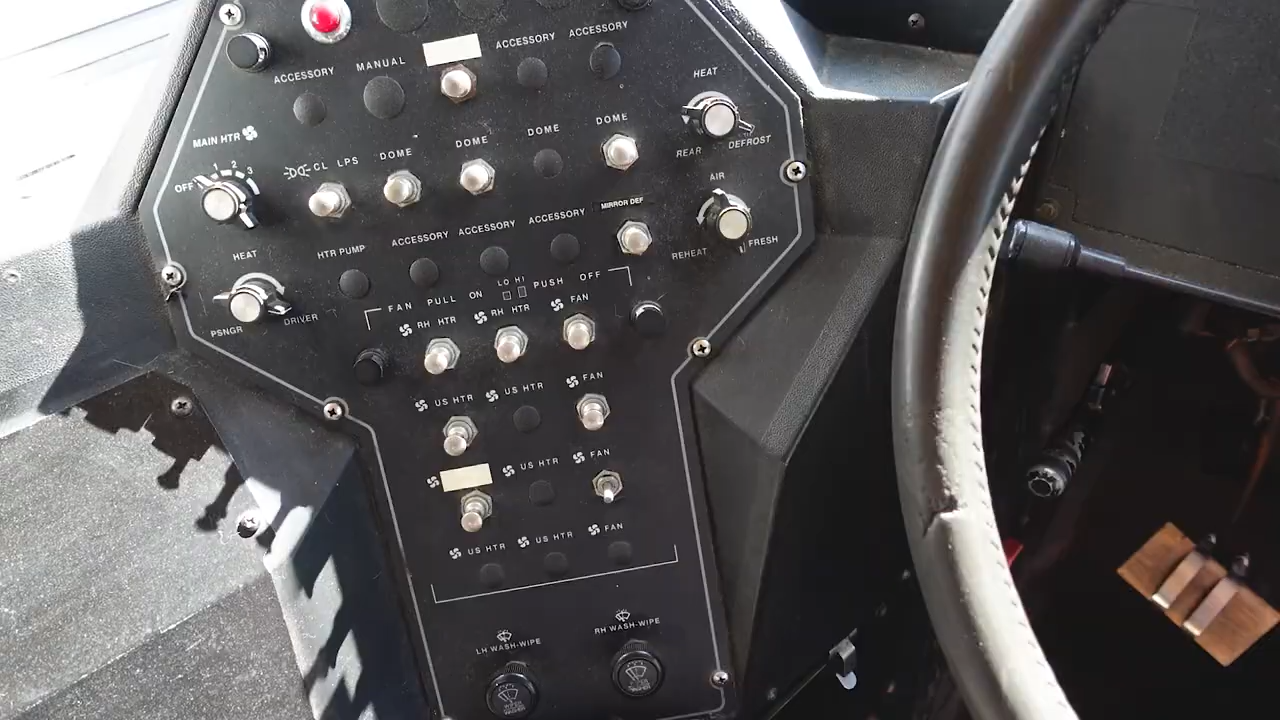 ACCESSORY
MANUAL
ACCESSORY
ACCESSORY
HEAT
REAR
DEFROST
MAIN HTR
OFF
1
2
3
CL LPS
DOME
DOME
DOME
DOME
AIR
REHEAT
FRESH
HEAT
PSNGR
DRIVER
HTR PUMP
ACCESSORY
ACCESSORY
ACCESSORY
MIRROR DEF
FAN PULL ON
LO HI
PUSH OFF
RH HTR
RH HTR
FAN
US HTR
US HTR
FAN
US HTR
FAN
US HTR
US HTR
FAN
LH WASH-WIPE
RH WASH-WIPE